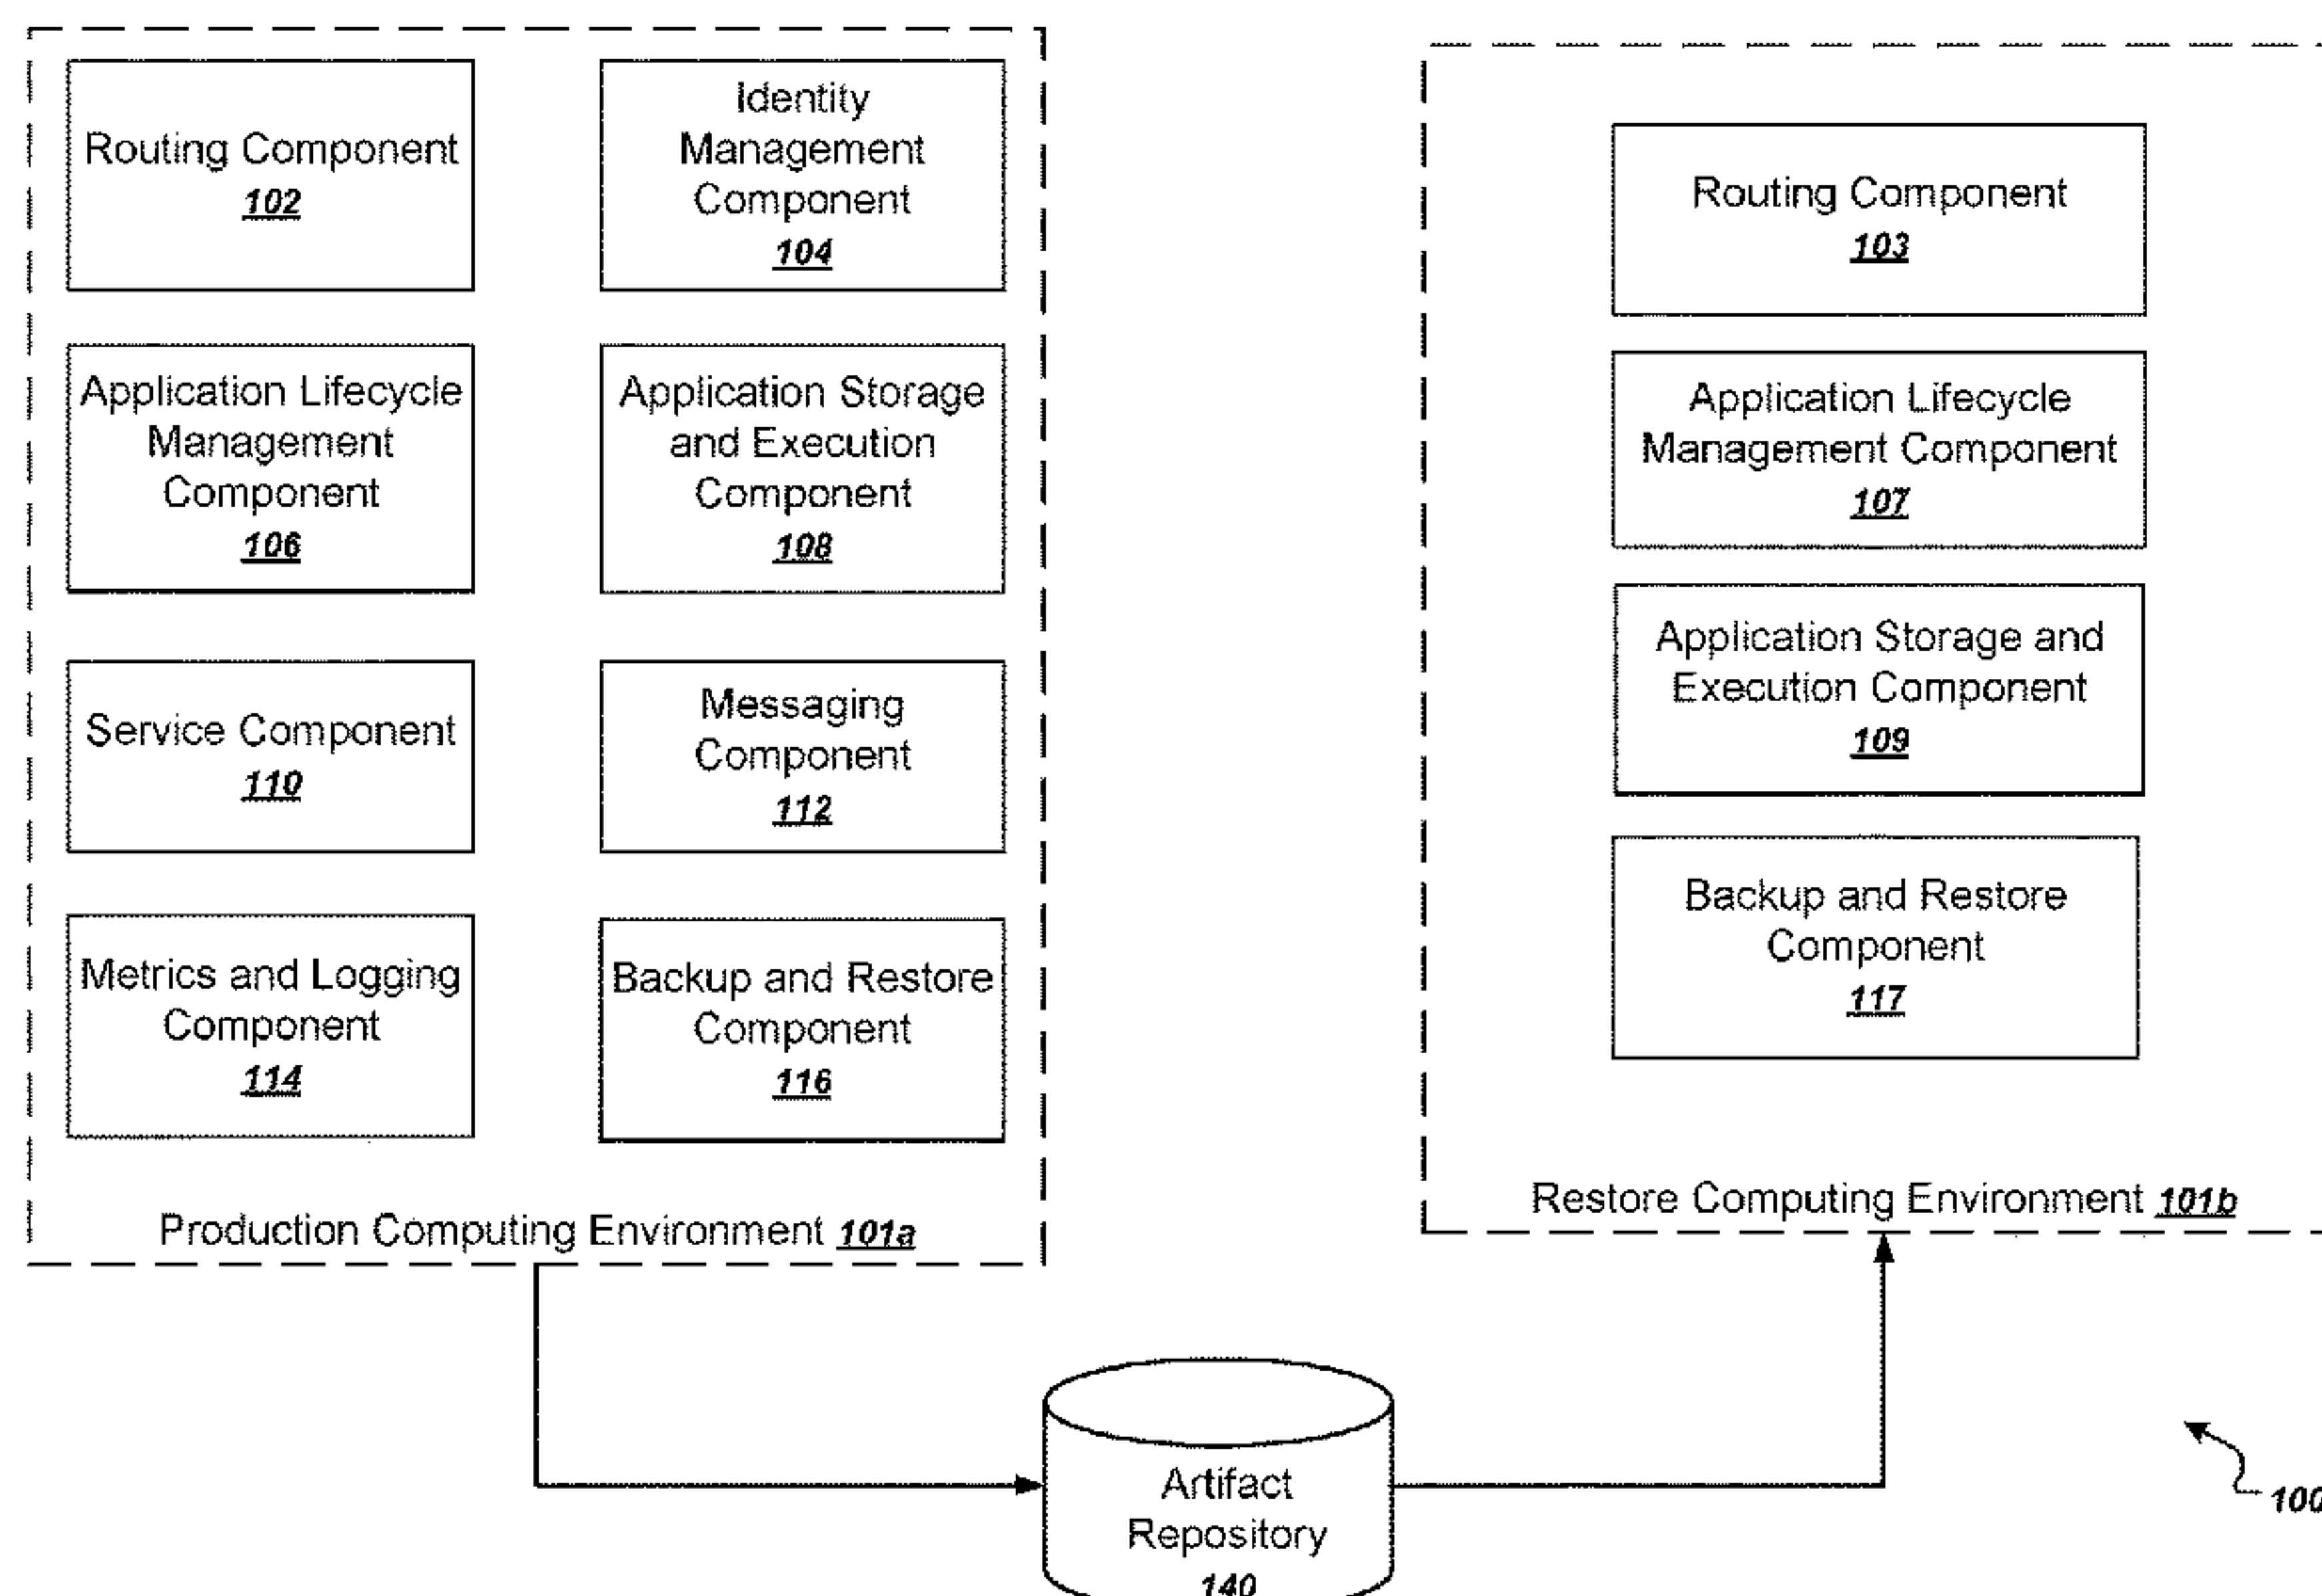 Routing Component
102
Identity
Management
Component
104
Application Lifecycle
Management
Component
106
Application Storage
and Execution
Component
108
Service Component
110
Messaging
Component
112
Metrics and Logging
Component
114
Backup and Restore
Component
116
Production Computing Environment 101a
Routing Component
103
Application Lifecycle
Management Component
107
Application Storage and
Execution Component
109
Backup and Restore
Component
117
Restore Computing Environment 101b
Artifact
Repository
140
100